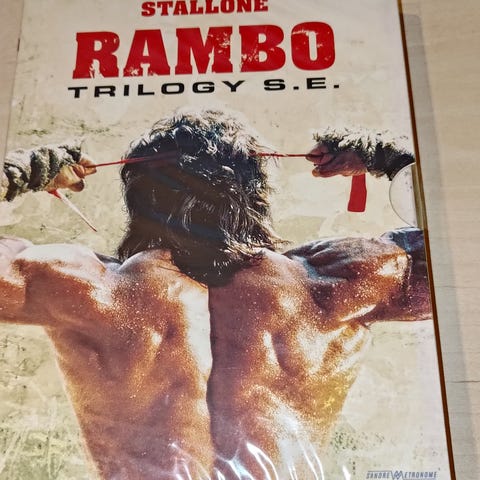 STALLONE
RAMBO
TRILOGY S.E.
SANDREW METRONOME